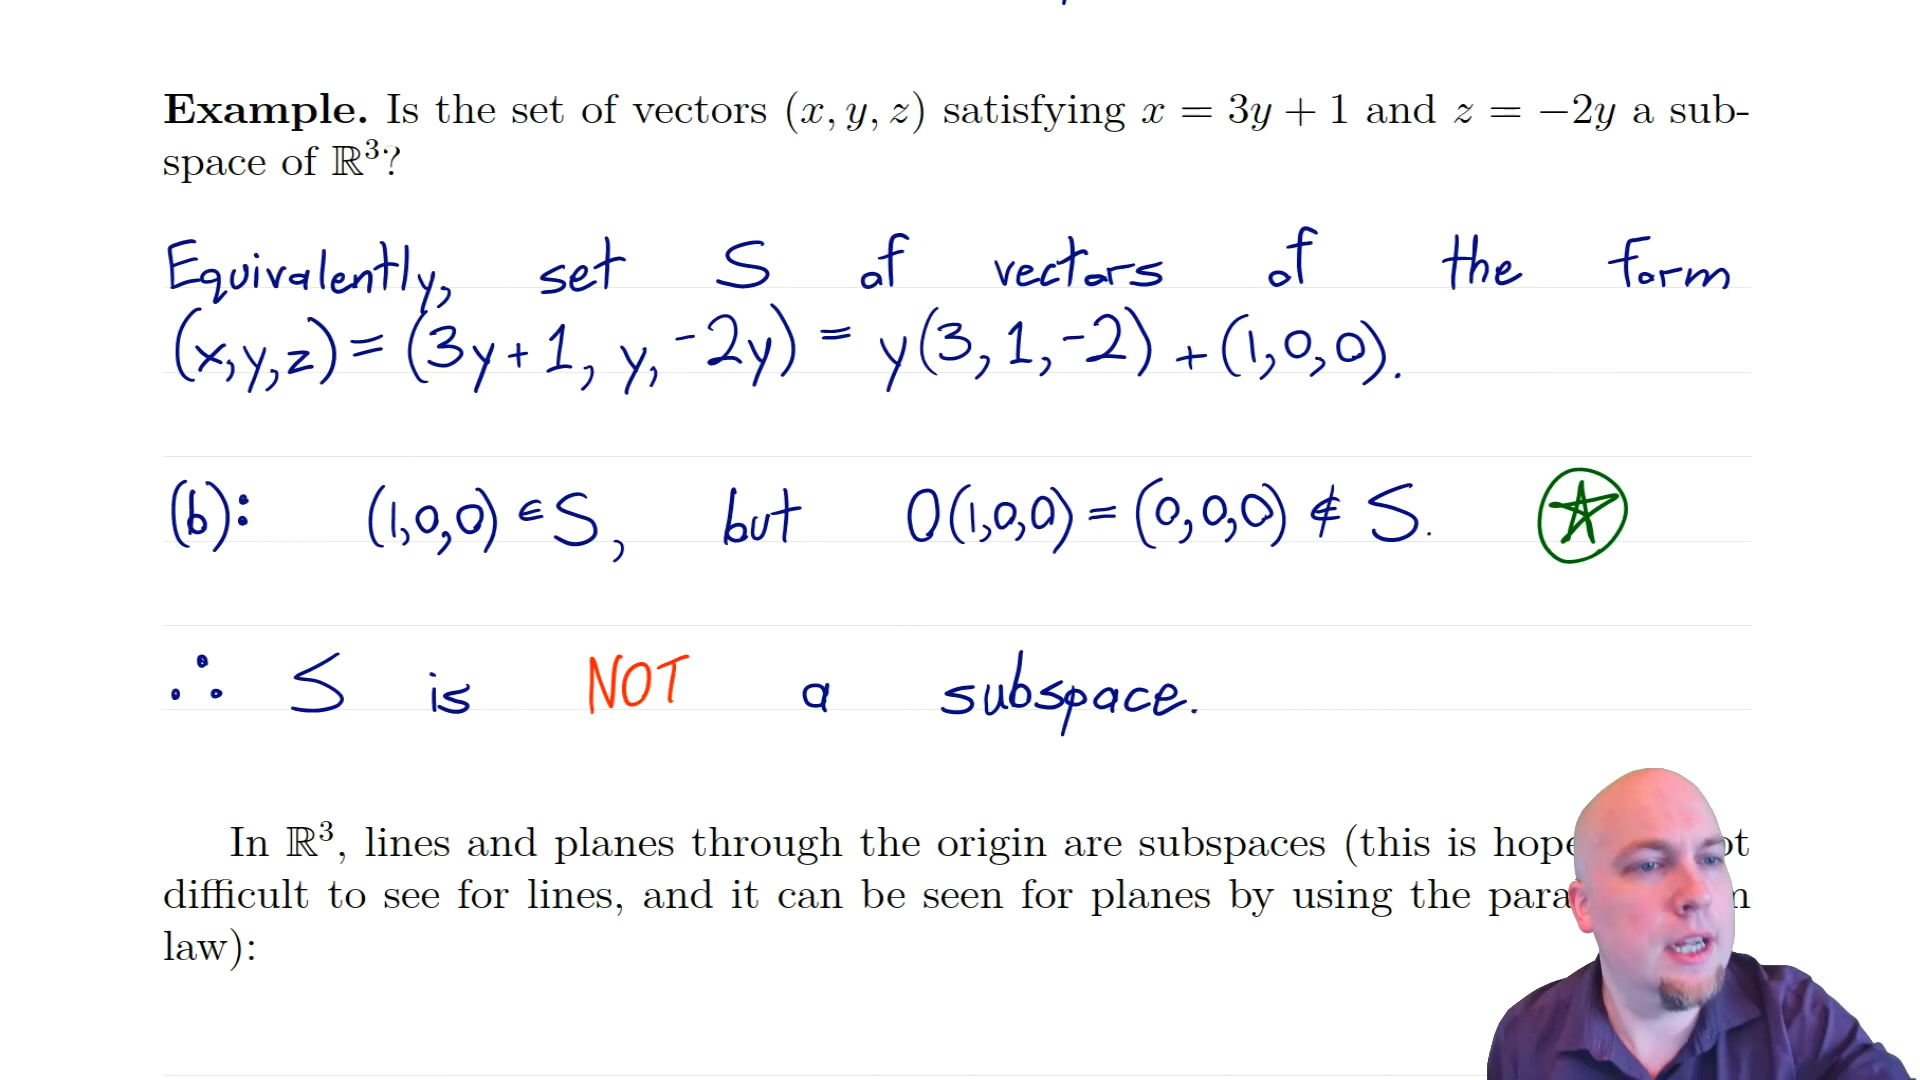 Example. Is the set of vectors (x, y, z) satisfying x = 3y + 1 and z = −2y a sub-
space of ℝ³?
Equivalently, set S of vectors of the form
(x,y,z) = (3y+1, y, -2y) = y(3, 1, -2) + (1,0,0).
(b): (1,0,0) ∈ S, but 0(1,0,0) = (0,0,0) ∉ S.
∴ S is NOT a subspace.
In ℝ³, lines and planes through the origin are subspaces (this is
difficult to see for lines, and it can be seen for planes by using the
law):